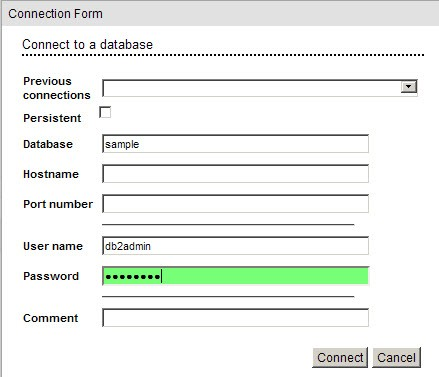 Connection Form
Connect to a database
Previous
connections
Persistent
Database sample
Hostname
Port number
User name db2admin
Password ••••••••
Comment
Connect Cancel